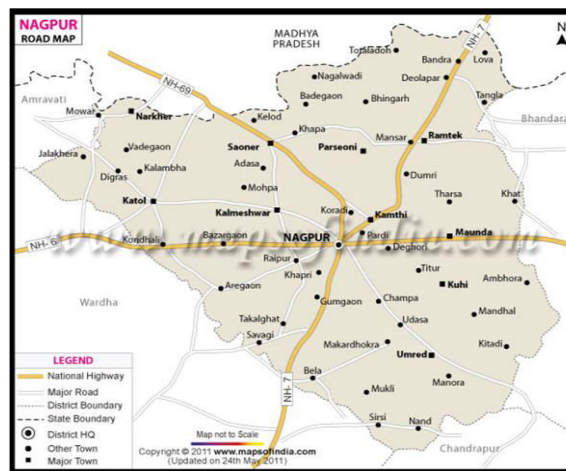 NAGPUR
ROAD MAP
MADHYA
PRADESH
N
NH-7
Totaladoh
Bandra
Lova
Nagalwadi
Deolapar
NH-69
Amravati
Badegaon
Bhingarh
Tangla
Mowar
Narkher
Kelod
Bhandara
Khapa
Vadegaon
Saoner
Parseoni
Mansar
Ramtek
Jalakhera
Kalambha
Adasa
Digras
Dumri
Mohpa
Katol
Tharsa
Khat
Kalmeshwar
Koradi
Kamthi
www.mapsofindia.com
NH-6
Kondhali
Bazargaon
NAGPUR
Pardi
Maunda
Deghori
Raipur
Titur
Khapri
Kuhi
Ambhora
Wardha
Aregaon
Gumgaon
Champa
Mandhal
Takalghat
Udasa
Savagi
Makardhokra
Kitadi
Umred
LEGEND
Bela
Manora
National Highway
NH-7
Mukli
Major Road
District Boundary
Sirsi
Nand
State Boundary
Map not to Scale
District HQ
Chandrapur
Other Town
Copyright © 2011 www.mapsofindia.com
Major Town
(Updated on 24th May 2011)